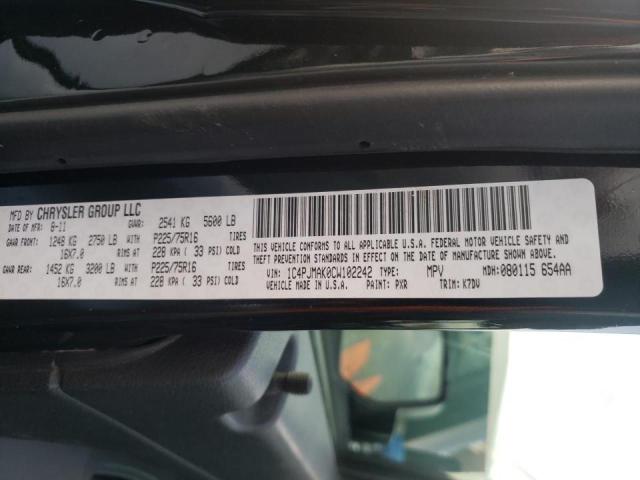 MFD BY CHRYSLER GROUP LLC
DATE OF MFR: 8-11 GVWR: 2541 KG 5600 LB
GAWR FRONT: 1248 KG 2750 LB WITH P225/75R16 TIRES
16X7.0 RIMS AT 228 KPA ( 33 PSI) COLD
GAWR REAR: 1452 KG 3200 LB WITH P225/75R16 TIRES
16X7.0 RIMS AT 228 KPA ( 33 PSI) COLD
THIS VEHICLE CONFORMS TO ALL APPLICABLE U.S.A. FEDERAL MOTOR VEHICLE SAFETY AND
THEFT PREVENTION STANDARDS IN EFFECT ON THE DATE OF MANUFACTURE SHOWN ABOVE.
VIN: 1C4PJMAK0CW102242 TYPE: MPV MDH: 080115 654AA
VEHICLE MADE IN U.S.A. PAINT: PXR TRIM: K7DV